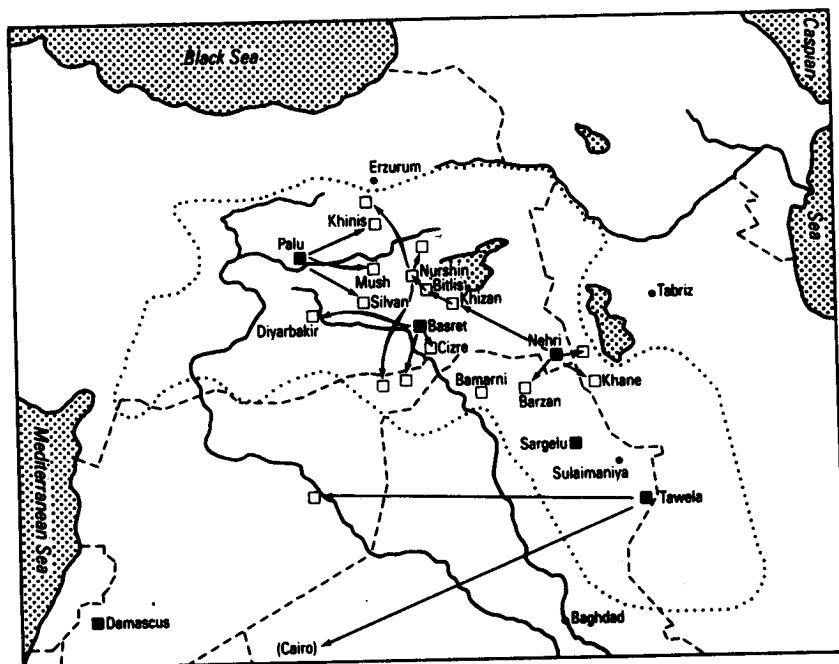 Black Sea
Caspian
Sea
Erzurum
Khinis
Palu
Mush
Nurshin
Bitlis
Silvan
Khizan
Tabriz
Diyarbakir
Basret
Cizre
Nehri
Bamarni
Barzan
Khane
Sargelu
Sulaimaniya
Tawela
Mediterranean Sea
Damascus
(Cairo)
Baghdad